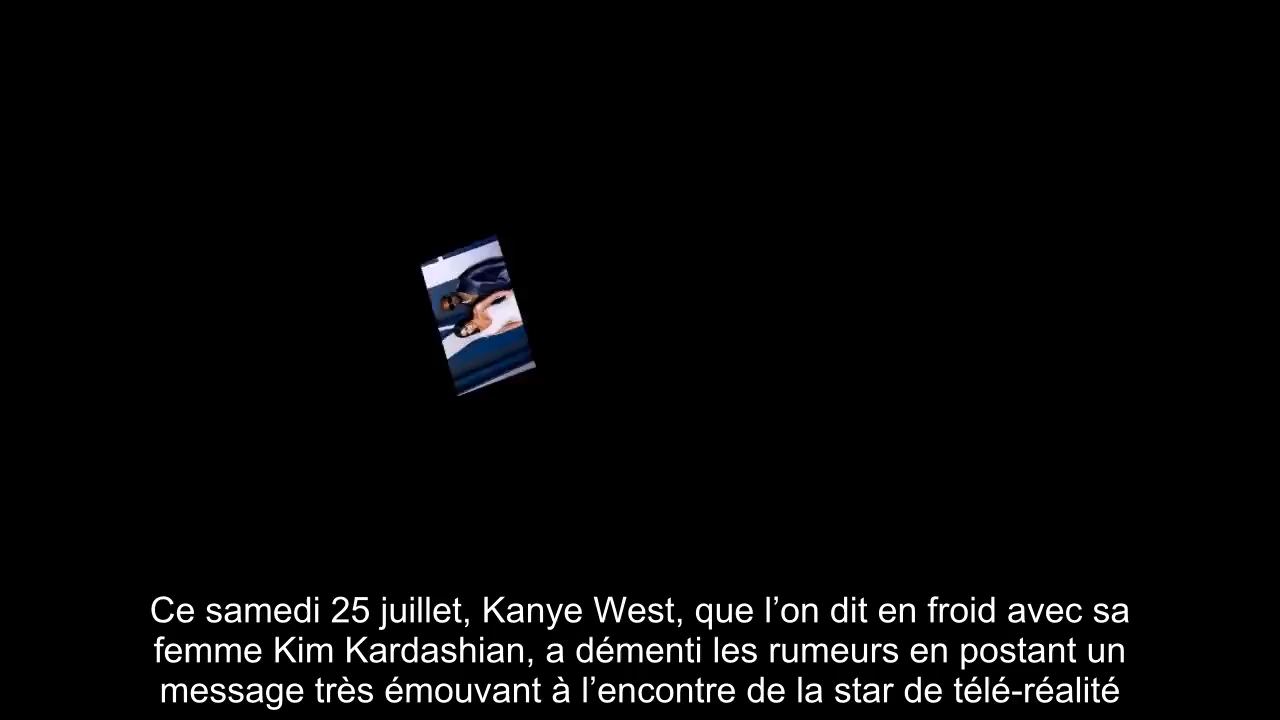 Ce samedi 25 juillet, Kanye West, que l’on dit en froid avec sa
femme Kim Kardashian, a démenti les rumeurs en postant un
message très émouvant à l’encontre de la star de télé-réalité